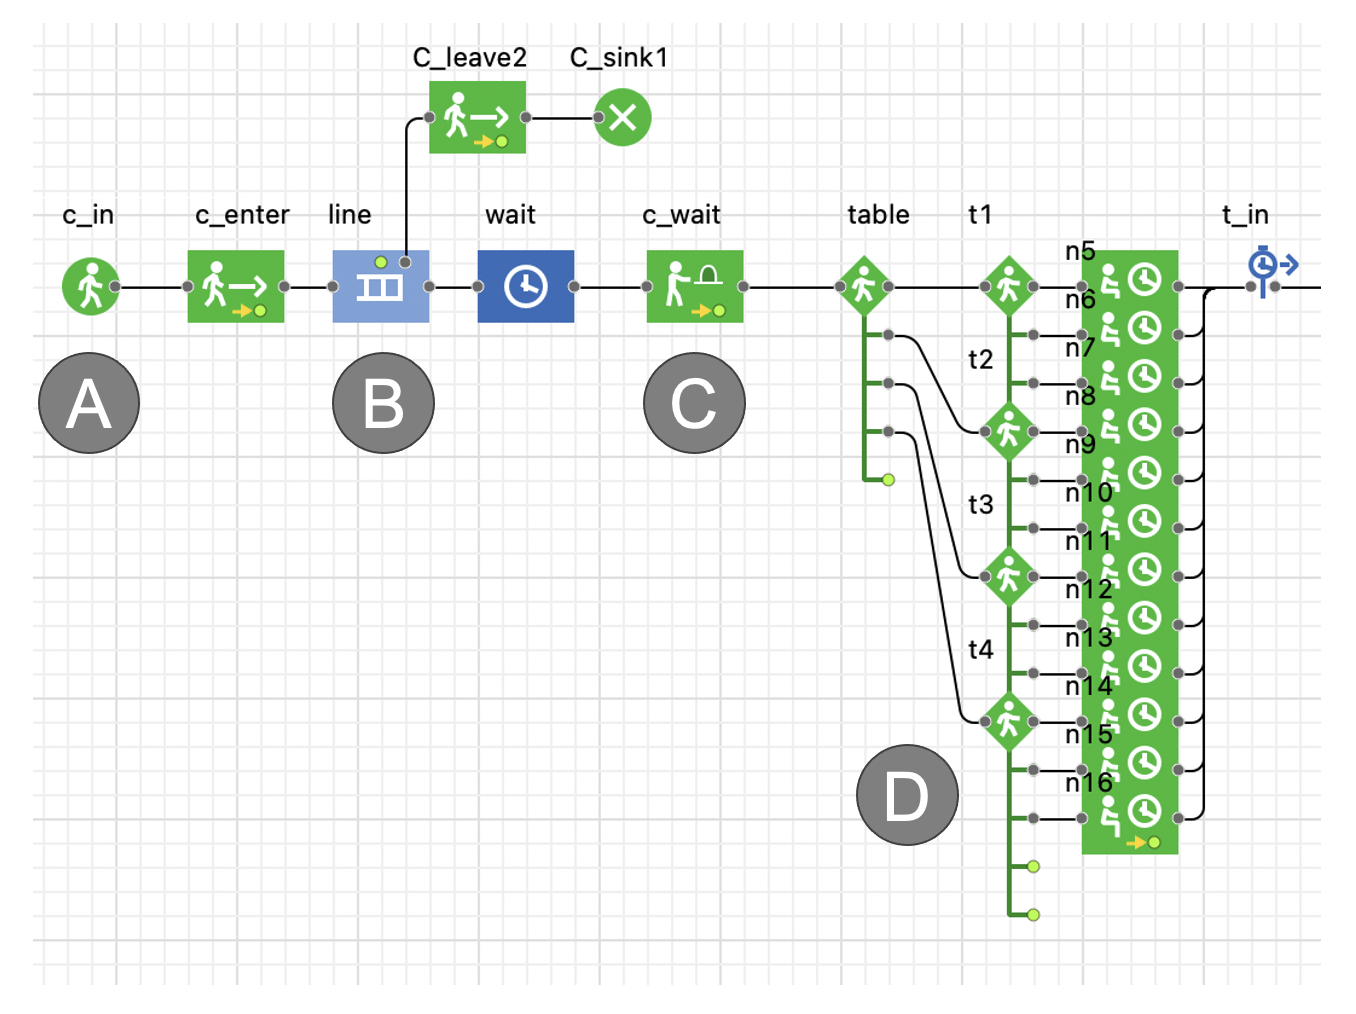 C_leave2 C_sink1
c_in c_enter line wait c_wait table t1 t_in
n5
n6
n7
t2
n8
A B C
n9
n10
t3
n11
n12
n13
t4
n14
n15
n16
D